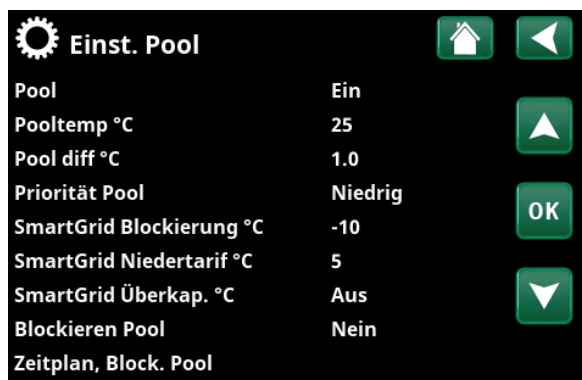 Einst. Pool
Pool Ein
Pooltemp °C 25
Pool diff °C 1.0
Priorität Pool Niedrig
SmartGrid Blockierung °C -10
SmartGrid Niedertarif °C 5
SmartGrid Überkap. °C Aus
Blockieren Pool Nein
Zeitplan, Block. Pool
OK